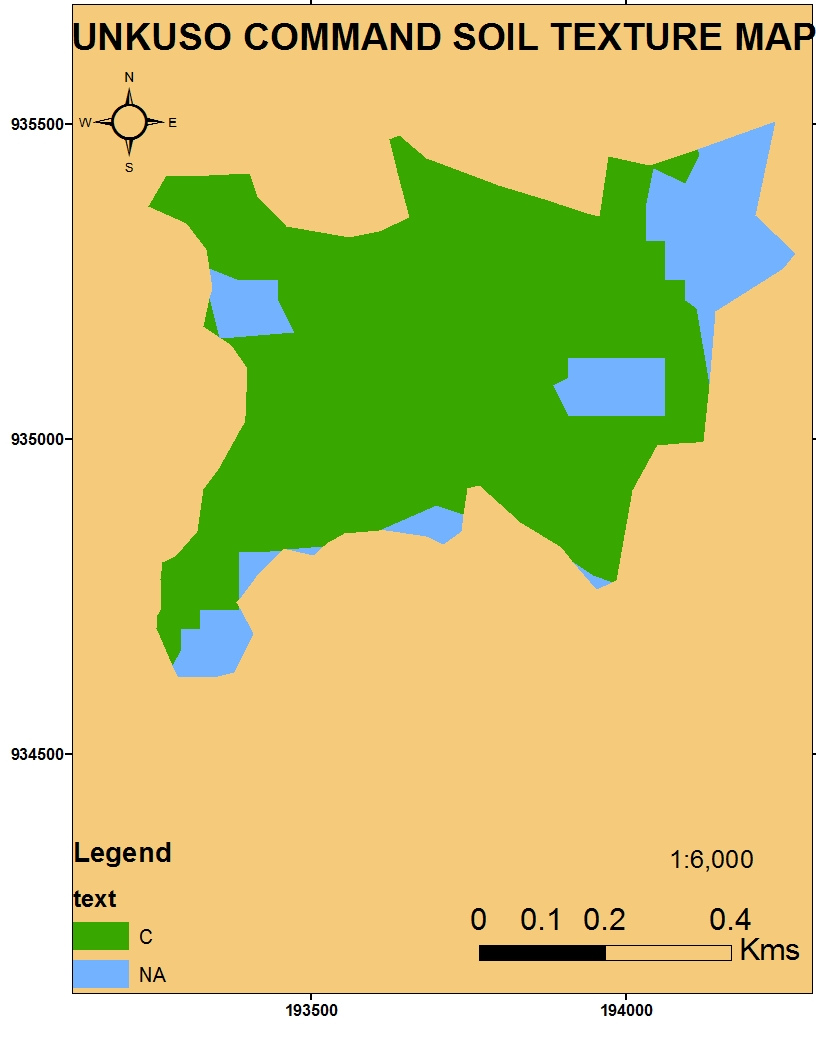 UNKUSO COMMAND SOIL TEXTURE MAP
N
W E
S
935500
935000
934500
Legend
text
C
NA
1:6,000
0 0.1 0.2 0.4
Kms
193500 194000